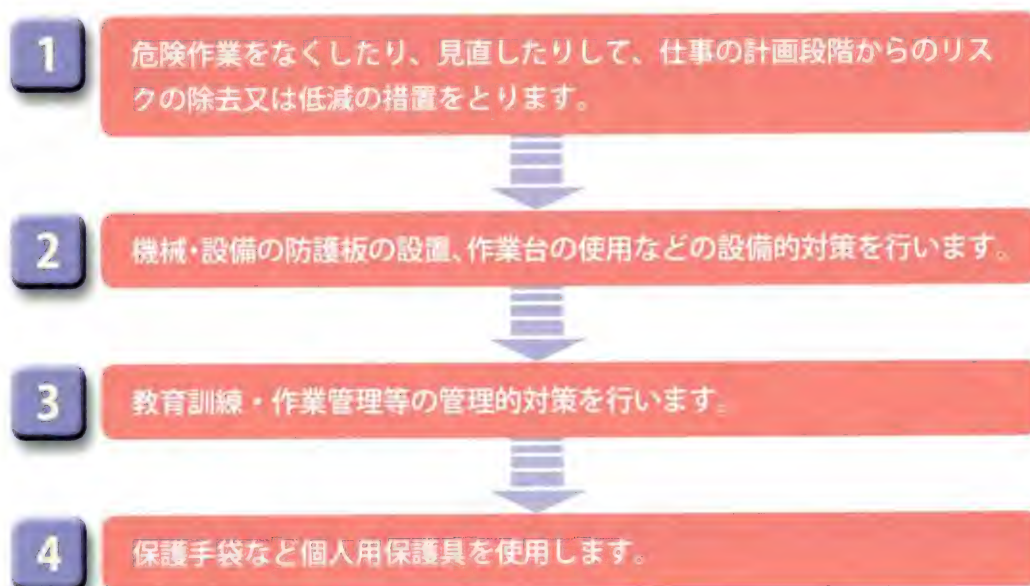 1
危険作業をなくしたり、見直したりして、仕事の計画段階からのリス
クの除去又は低減の措置をとります。
2
機械・設備の防護板の設置、作業台の使用などの設備的対策を行います。
3
教育訓練・作業管理等の管理的対策を行います。
4
保護手袋など個人用保護具を使用します。